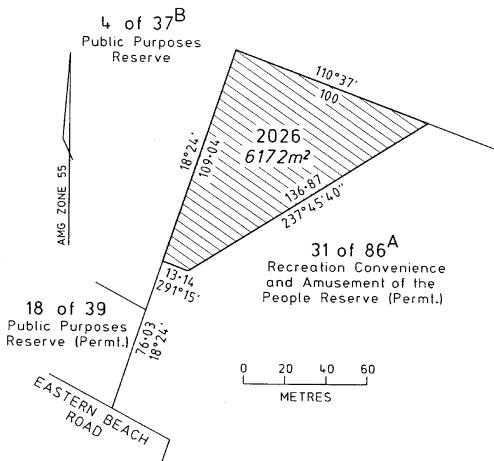 4 of 37ᴮ
Public Purposes
Reserve
110°37'
100
AMG ZONE 55
18°24'
109·04
2026
6172m²
136·87
237°45'40"
31 of 86ᴬ
Recreation Convenience
and Amusement of the
People Reserve (Permt.)
13·14
291°15'
18 of 39
Public Purposes
Reserve (Permt.)
76·03
18°24'
0 20 40 60
METRES
EASTERN BEACH
ROAD